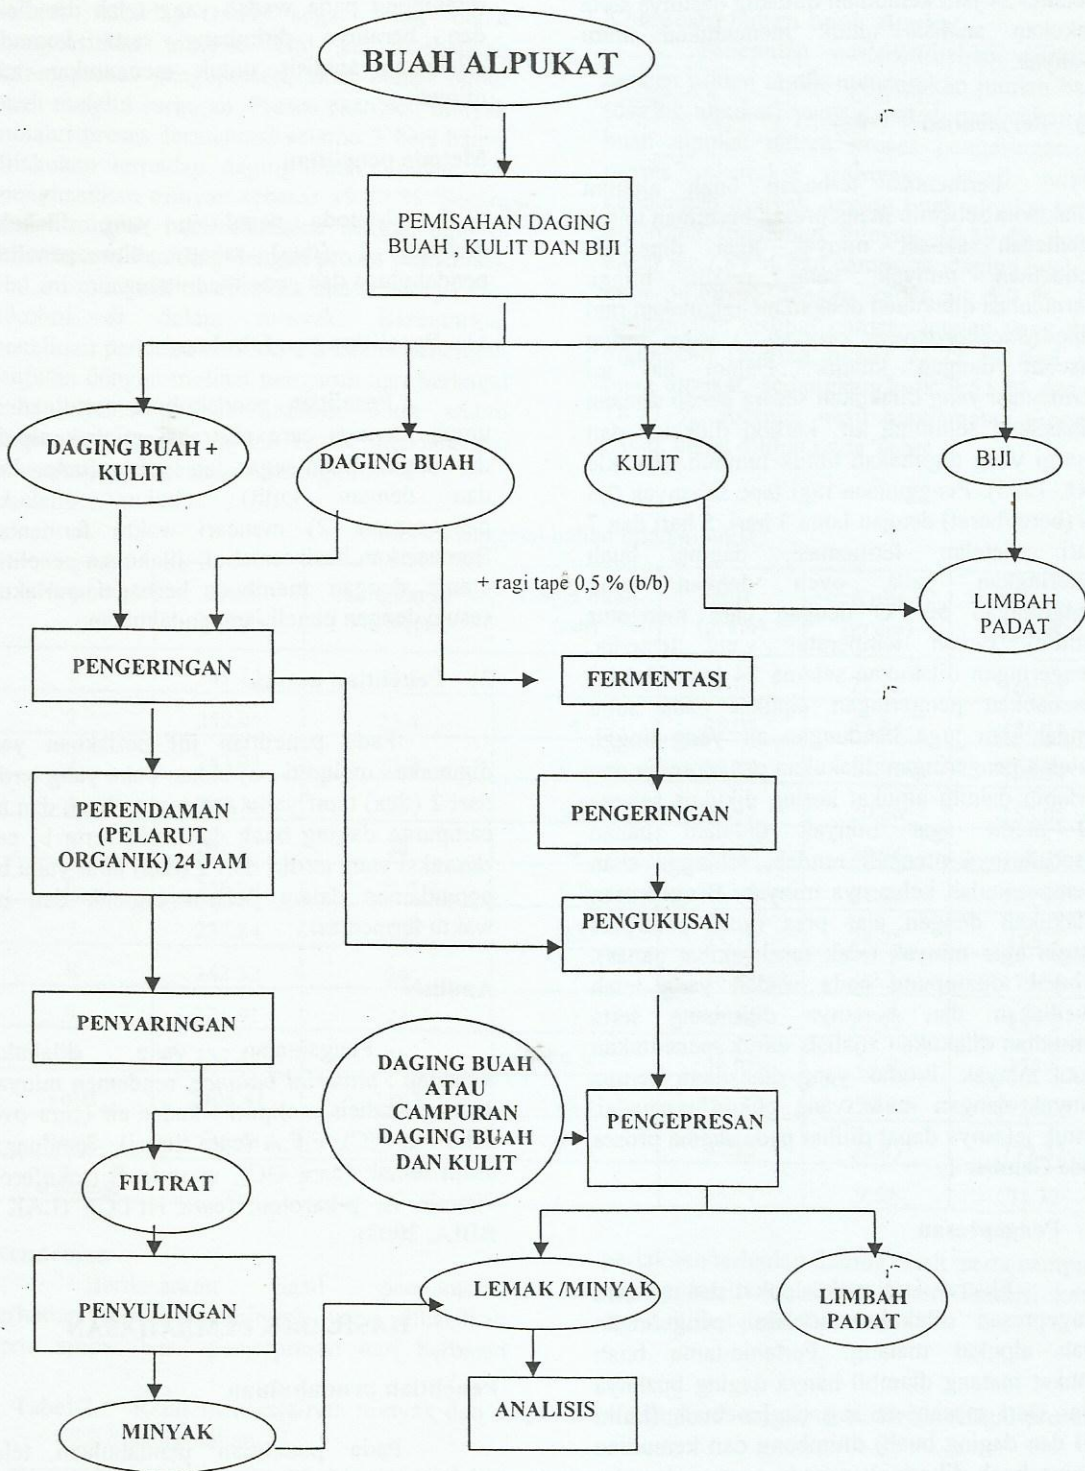 BUAH ALPUKAT
PEMISAHAN DAGING
BUAH , KULIT DAN BIJI
DAGING BUAH +
KULIT
DAGING BUAH
KULIT
BIJI
+ ragi tape 0,5 % (b/b)
LIMBAH
PADAT
PENGERINGAN
FERMENTASI
PERENDAMAN
(PELARUT
ORGANIK) 24 JAM
PENGERINGAN
PENGUKUSAN
PENYARINGAN
DAGING BUAH
ATAU
CAMPURAN
DAGING BUAH
DAN KULIT
PENGEPRESAN
FILTRAT
PENYULINGAN
LEMAK /MINYAK
LIMBAH
PADAT
MINYAK
ANALISIS